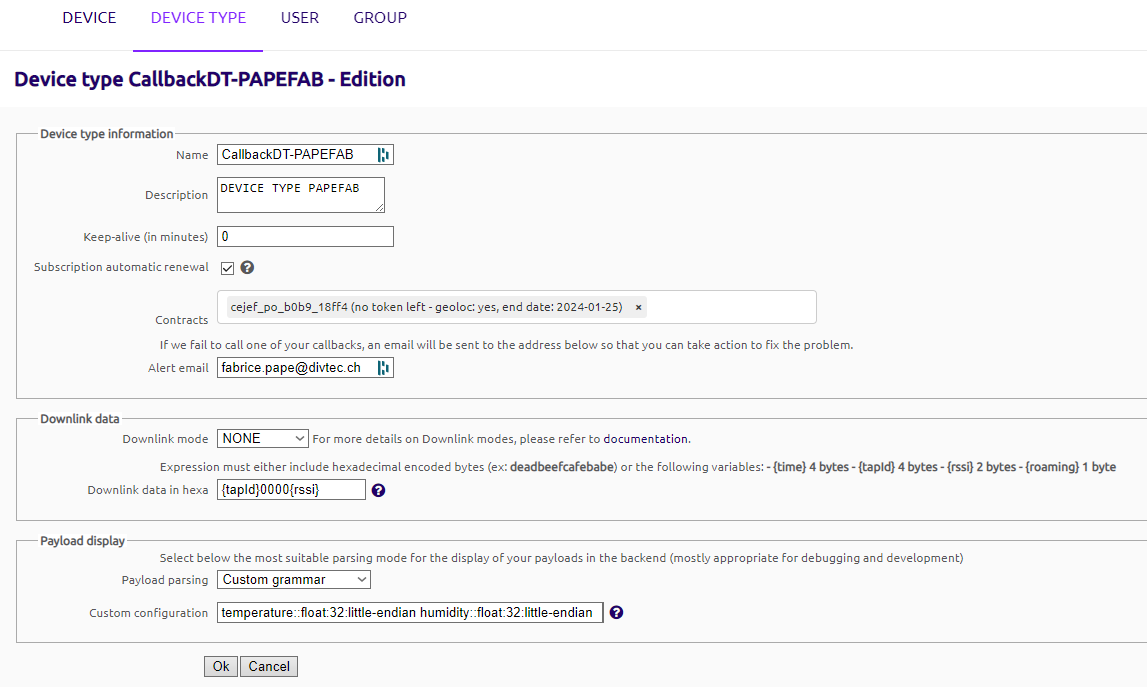 DEVICE DEVICE TYPE USER GROUP
Device type CallbackDT-PAPEFAB - Edition
Device type information
Name CallbackDT-PAPEFAB
Description DEVICE TYPE PAPEFAB
Keep-alive (in minutes) 0
Subscription automatic renewal ?
Contracts cejef_po_b0b9_18ff4 (no token left - geoloc: yes, end date: 2024-01-25) ×
If we fail to call one of your callbacks, an email will be sent to the address below so that you can take action to fix the problem.
Alert email fabrice.pape@divtec.ch
Downlink data
Downlink mode NONE For more details on Downlink modes, please refer to documentation.
Expression must either include hexadecimal encoded bytes (ex: deadbeefcafebabe) or the following variables: - {time} 4 bytes - {tapId} 4 bytes - {rssi} 2 bytes - {roaming} 1 byte
Downlink data in hexa {tapId}0000{rssi} ?
Payload display
Select below the most suitable parsing mode for the display of your payloads in the backend (mostly appropriate for debugging and development)
Payload parsing Custom grammar
Custom configuration temperature::float:32:little-endian humidity::float:32:little-endian ?
Ok Cancel